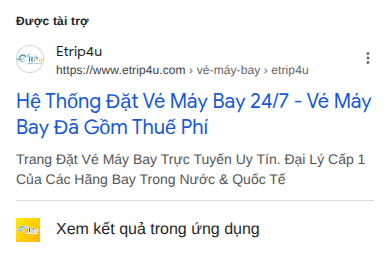 Được tài trợ
Etrip4u
https://www.etrip4u.com › vé-máy-bay › etrip4u
Hệ Thống Đặt Vé Máy Bay 24/7 - Vé Máy
Bay Đã Gồm Thuế Phí
Trang Đặt Vé Máy Bay Trực Tuyến Uy Tín. Đại Lý Cấp 1
Của Các Hãng Bay Trong Nước & Quốc Tế
Xem kết quả trong ứng dụng